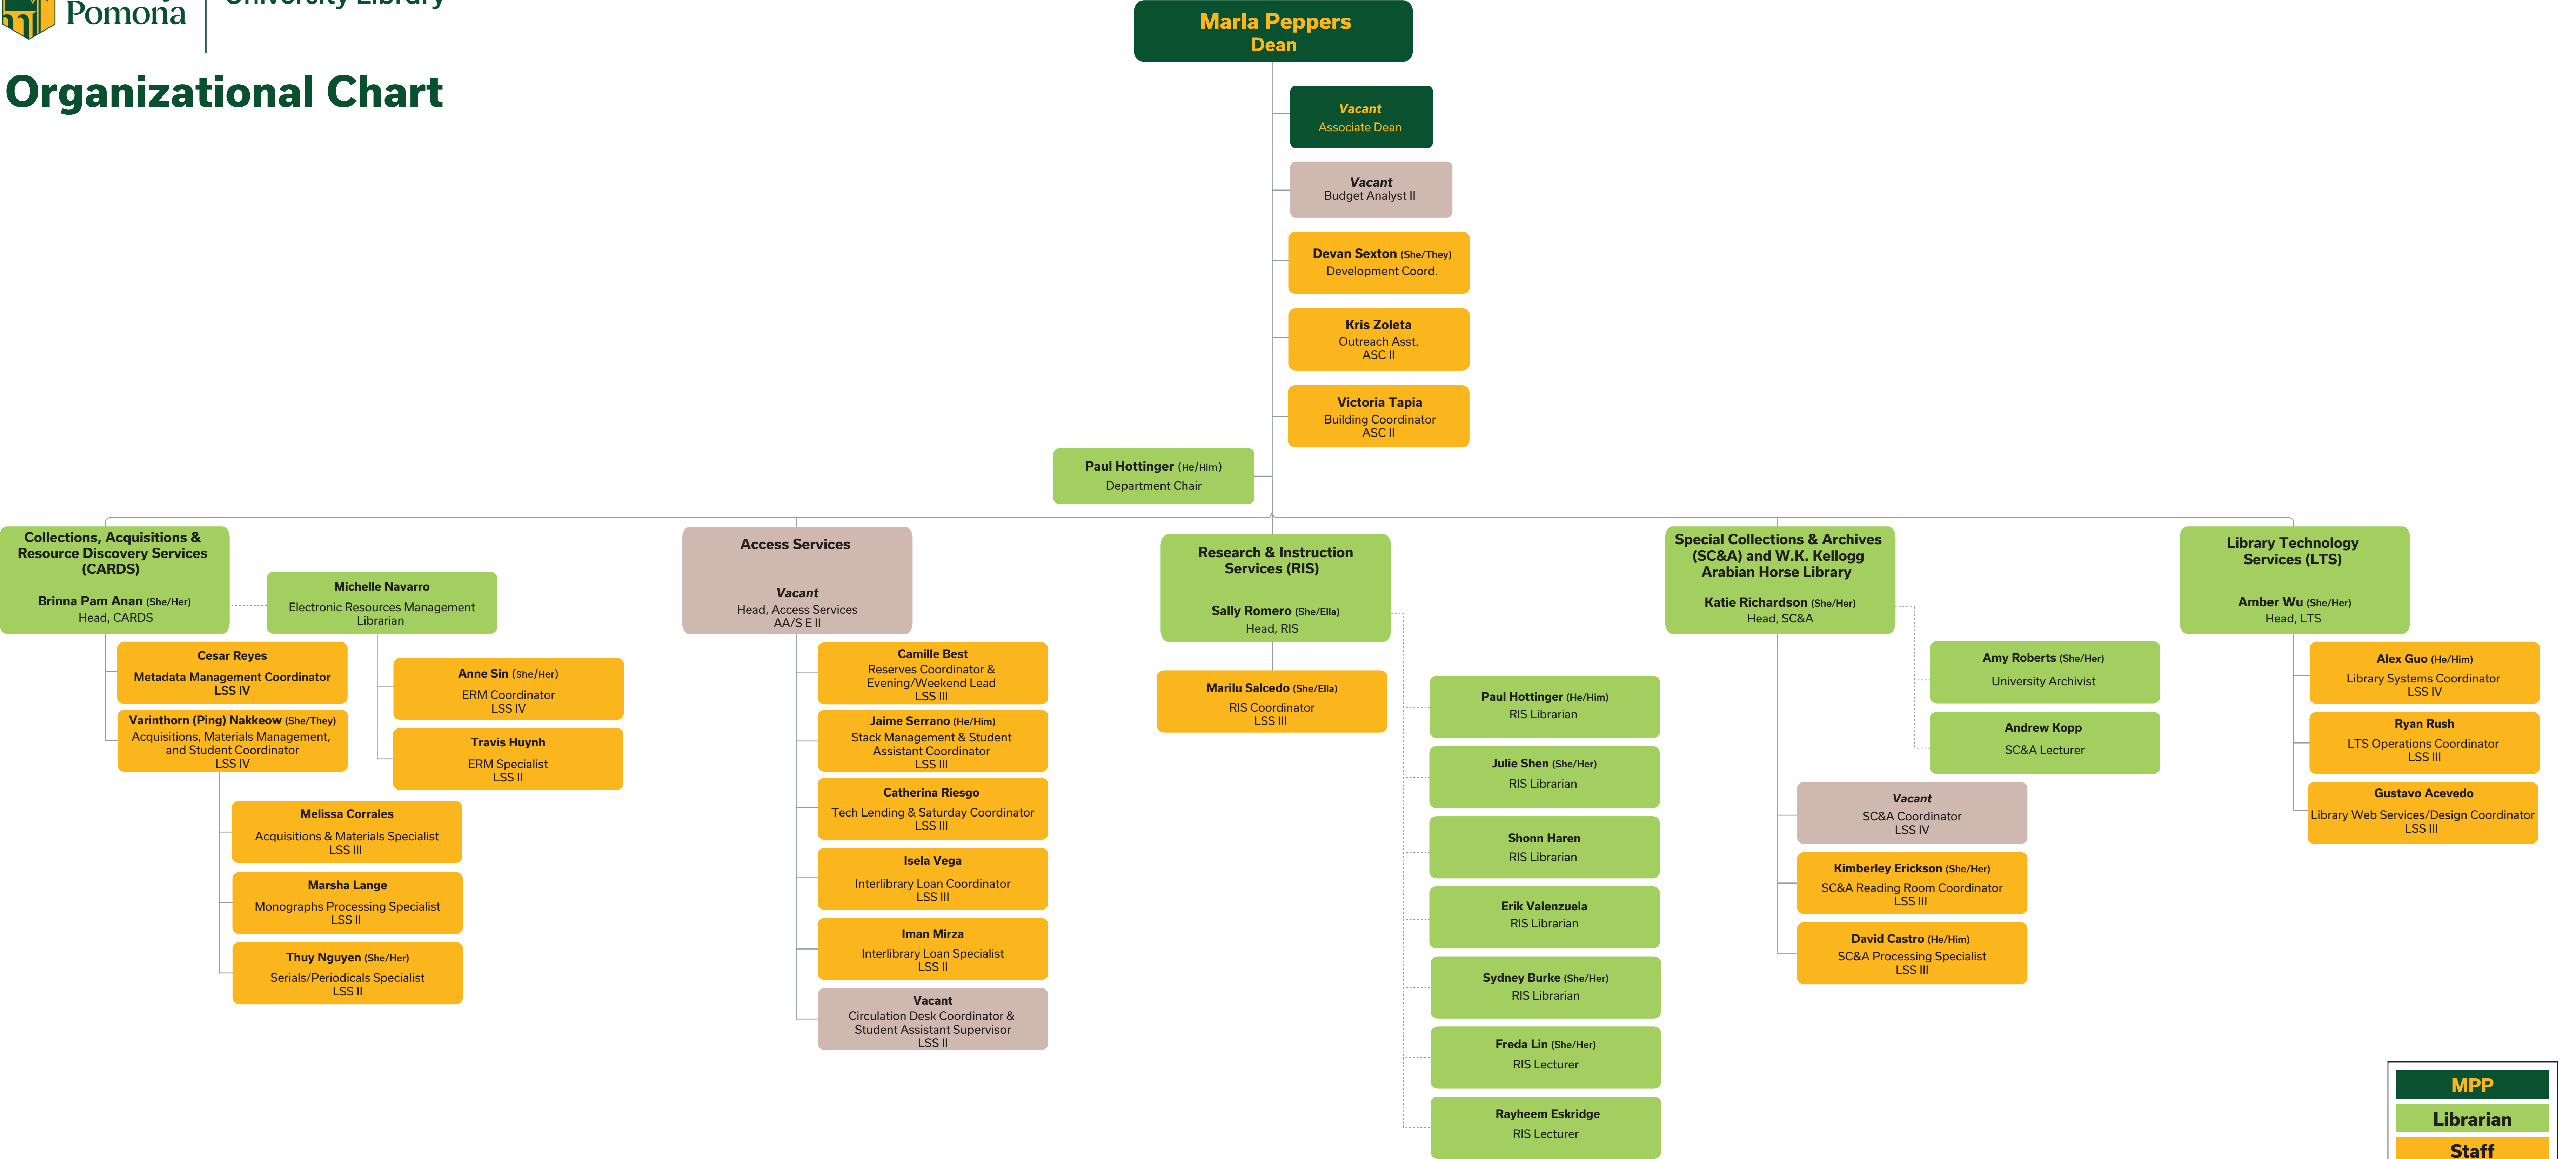 Pomona
University Library
Organizational Chart
Marla Peppers
Dean
Vacant
Associate Dean
Vacant
Budget Analyst II
Devan Sexton (She/They)
Development Coord.
Kris Zoleta
Outreach Asst.
ASC II
Victoria Tapia
Building Coordinator
ASC II
Paul Hottinger (He/Him)
Department Chair
Collections, Acquisitions &
Resource Discovery Services
(CARDS)
Brinna Pam Anan (She/Her)
Head, CARDS
Michelle Navarro
Electronic Resources Management
Librarian
Cesar Reyes
Metadata Management Coordinator
LSS IV
Varinthorn (Ping) Nakkeow (She/They)
Acquisitions, Materials Management,
and Student Coordinator
LSS IV
Anne Sin (She/Her)
ERM Coordinator
LSS IV
Travis Huynh
ERM Specialist
LSS II
Melissa Corrales
Acquisitions & Materials Specialist
LSS III
Marsha Lange
Monographs Processing Specialist
LSS II
Thuy Nguyen (She/Her)
Serials/Periodicals Specialist
LSS II
Access Services
Vacant
Head, Access Services
AA/S E II
Camille Best
Reserves Coordinator &
Evening/Weekend Lead
LSS III
Jaime Serrano (He/Him)
Stack Management & Student
Assistant Coordinator
LSS III
Catherina Riesgo
Tech Lending & Saturday Coordinator
LSS III
Isela Vega
Interlibrary Loan Coordinator
LSS III
Iman Mirza
Interlibrary Loan Specialist
LSS II
Vacant
Circulation Desk Coordinator &
Student Assistant Supervisor
LSS II
Research & Instruction
Services (RIS)
Sally Romero (She/Ella)
Head, RIS
Marilu Salcedo (She/Ella)
RIS Coordinator
LSS III
Paul Hottinger (He/Him)
RIS Librarian
Julie Shen (She/Her)
RIS Librarian
Shonn Haren
RIS Librarian
Erik Valenzuela
RIS Librarian
Sydney Burke (She/Her)
RIS Librarian
Freda Lin (She/Her)
RIS Lecturer
Rayheem Eskridge
RIS Lecturer
Special Collections & Archives
(SC&A) and W.K. Kellogg
Arabian Horse Library
Katie Richardson (She/Her)
Head, SC&A
Amy Roberts (She/Her)
University Archivist
Andrew Kopp
SC&A Lecturer
Vacant
SC&A Coordinator
LSS IV
Kimberley Erickson (She/Her)
SC&A Reading Room Coordinator
LSS III
David Castro (He/Him)
SC&A Processing Specialist
LSS III
Library Technology
Services (LTS)
Amber Wu (She/Her)
Head, LTS
Alex Guo (He/Him)
Library Systems Coordinator
LSS IV
Ryan Rush
LTS Operations Coordinator
LSS III
Gustavo Acevedo
Library Web Services/Design Coordinator
LSS III
MPP
Librarian
Staff